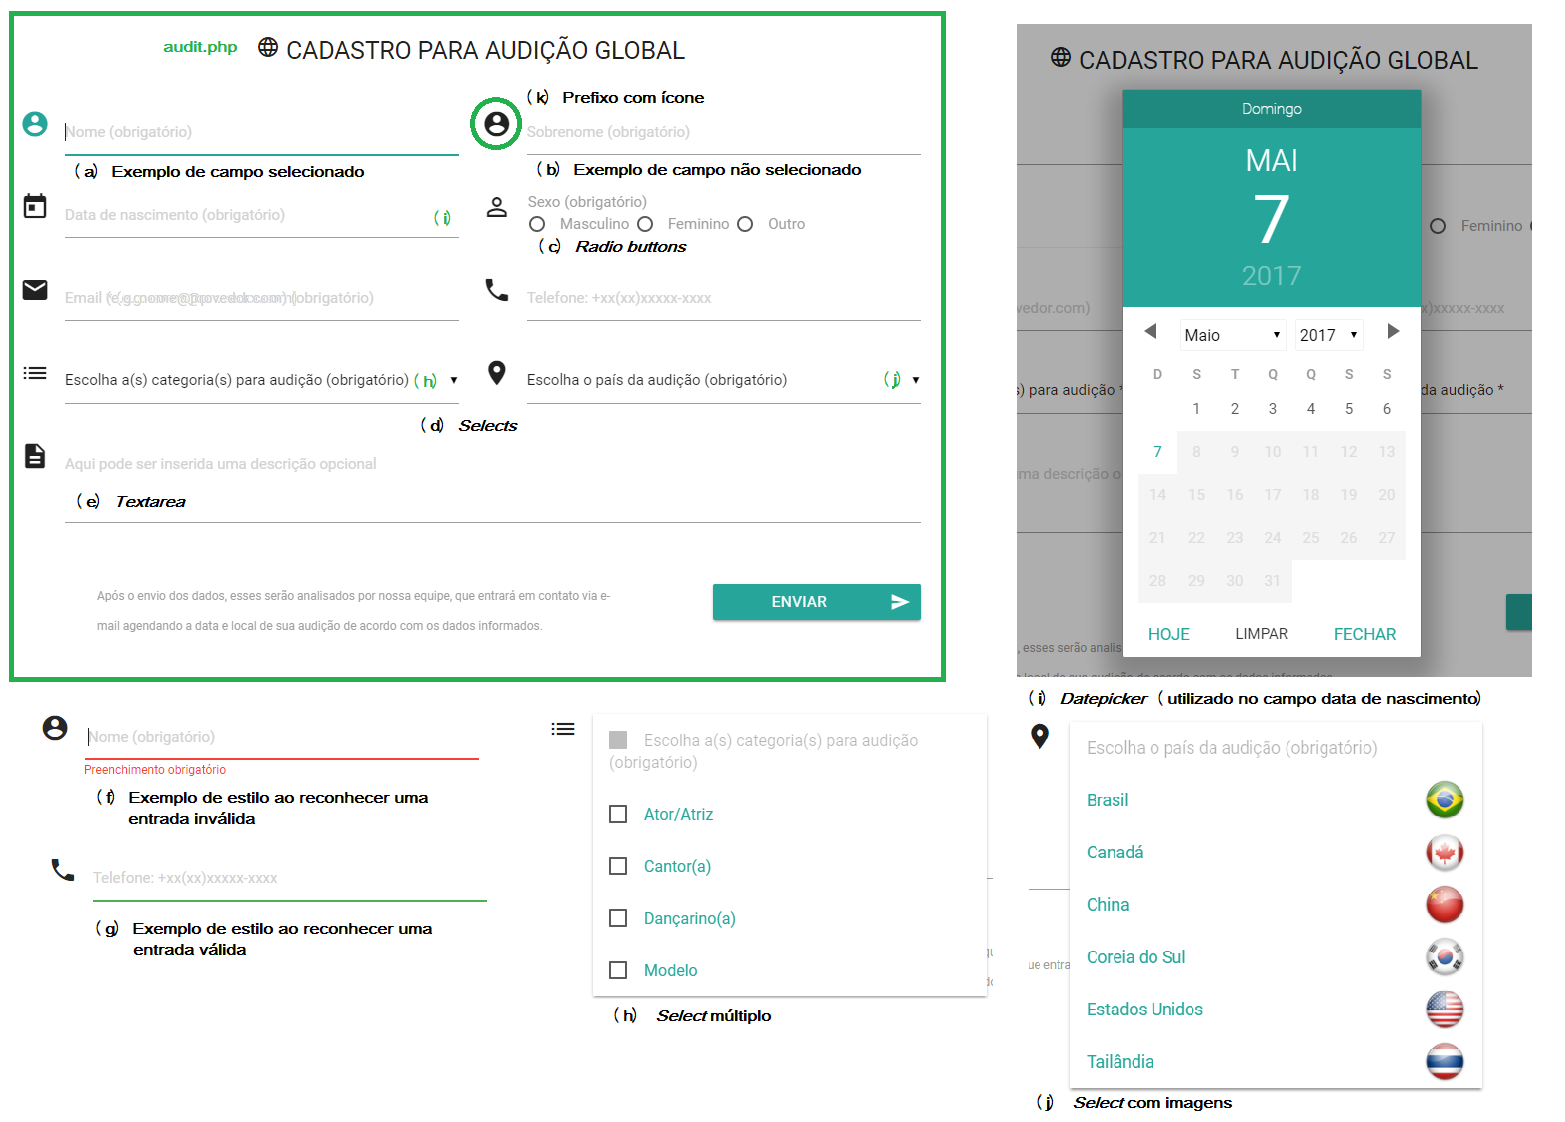 audit.php
CADASTRO PARA AUDIÇÃO GLOBAL
(k) Prefixo com ícone
Nome (obrigatório)
Sobrenome (obrigatório)
(a) Exemplo de campo selecionado
(b) Exemplo de campo não selecionado
Data de nascimento (obrigatório)
(i)
Sexo (obrigatório)
Masculino Feminino Outro
(c) Radio buttons
Email (obrigatório)
Telefone: +xx(xx)xxxxx-xxxx
Escolha a(s) categoria(s) para audição (obrigatório) (h)
Escolha o país da audição (obrigatório)
(j)
(d) Selects
Aqui pode ser inserida uma descrição opcional
(e) Textarea
Após o envio dos dados, esses serão analisados por nossa equipe, que entrará em contato via e-
mail agendando a data e local de sua audição de acordo com os dados informados.
ENVIAR
CADASTRO PARA AUDIÇÃO GLOBAL
Domingo
MAI
7
2017
Feminino
vedor.com)
)xxxxx-xxxx
Maio 2017
D S T Q Q S S
s) para audição *
da audição *
1 2 3 4 5 6
7 8 9 10 11 12 13
ma descrição o
14 15 16 17 18 19 20
21 22 23 24 25 26 27
28 29 30 31
HOJE LIMPAR FECHAR
, esses serão analis
(i) Datepicker (utilizado no campo data de nascimento)
Nome (obrigatório)
Preenchimento obrigatório
(f) Exemplo de estilo ao reconhecer uma
entrada inválida
Telefone: +xx(xx)xxxxx-xxxx
(g) Exemplo de estilo ao reconhecer uma
entrada válida
Escolha a(s) categoria(s) para audição
(obrigatório)
Ator/Atriz
Cantor(a)
Dançarino(a)
Modelo
(h) Select múltiplo
Escolha o país da audição (obrigatório)
Brasil
Canadá
China
Coreia do Sul
ue entra
Estados Unidos
Tailândia
(j) Select com imagens